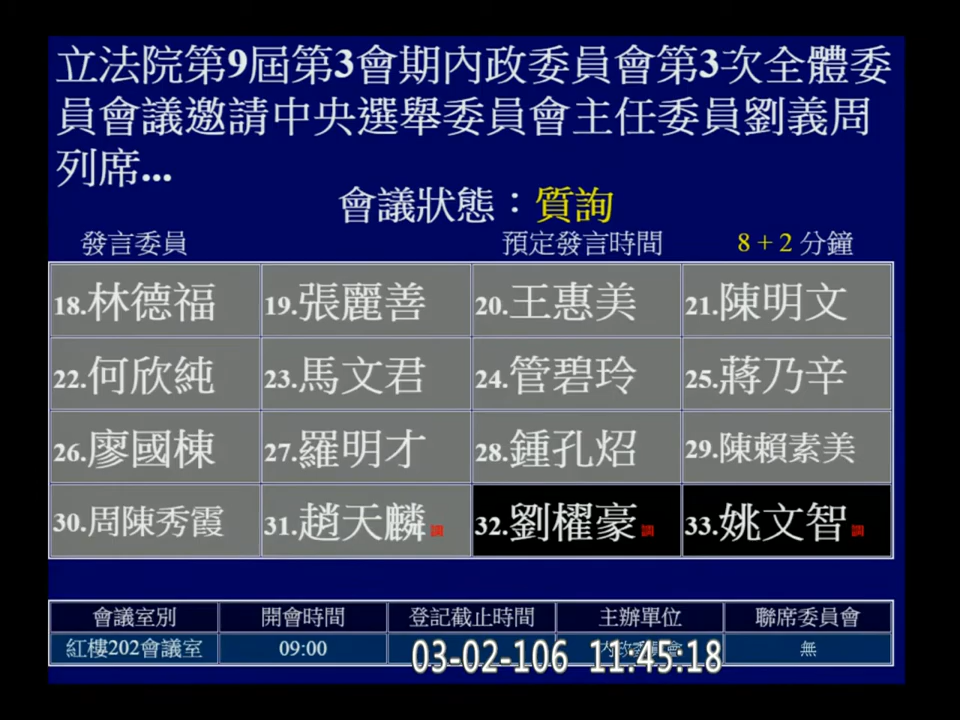 立法院第9屆第3會期內政委員會第3次全體委
員會議邀請中央選舉委員會主任委員劉義周
列席...
會議狀態：質詢
發言委員 預定發言時間 8 + 2 分鐘
18.林德福 19.張麗善 20.王惠美 21.陳明文
22.何欣純 23.馬文君 24.管碧玲 25.蔣乃辛
26.廖國棟 27.羅明才 28.鍾孔炤 29.陳賴素美
30.周陳秀霞 31.趙天麟 32.劉櫂豪 33.姚文智
會議室別 開會時間 登記截止時間 主辦單位 聯席委員會
紅樓202會議室 09:00 內政委員會 無
03-02-106 11:45:18